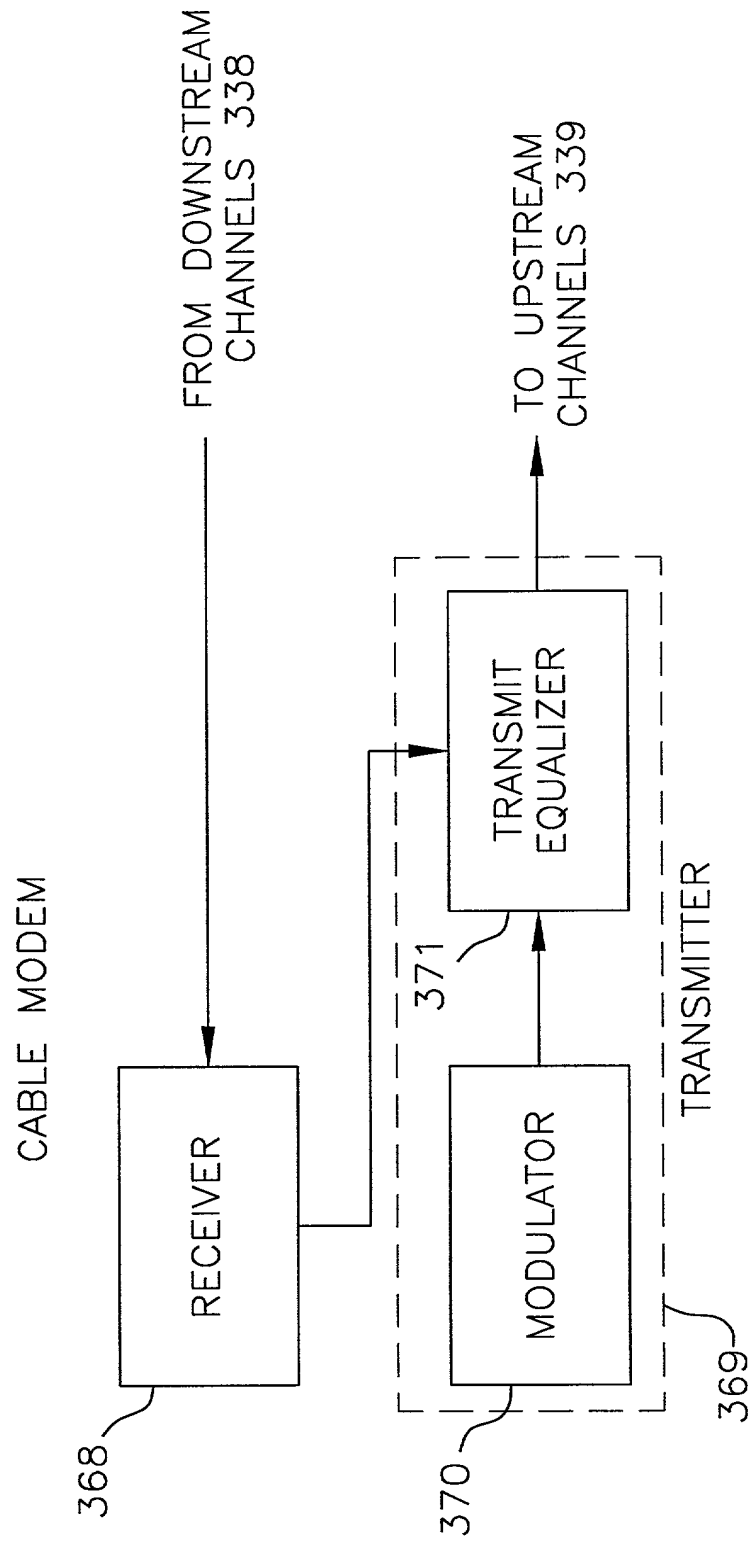 CABLE MODEM
368
RECEIVER
FROM DOWNSTREAM
CHANNELS 338
370
MODULATOR
371
TRANSMIT
EQUALIZER
TO UPSTREAM
CHANNELS 339
369
TRANSMITTER